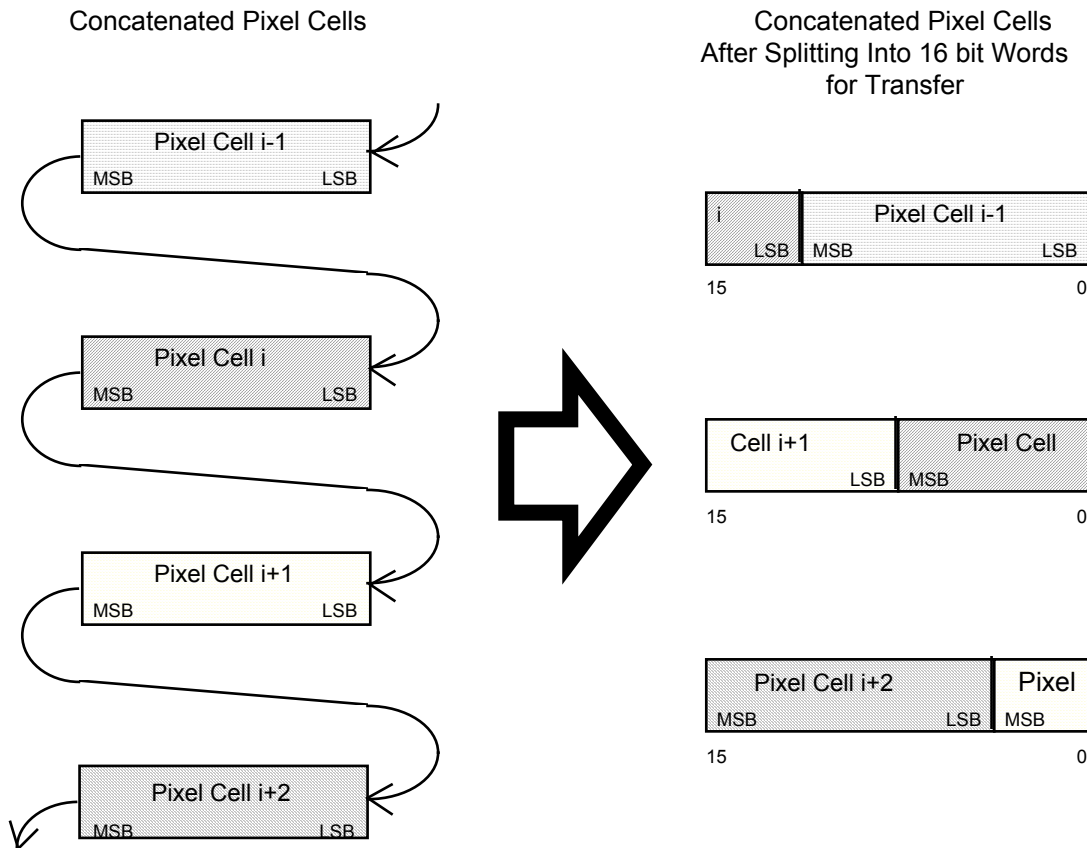 Concatenated Pixel Cells
Pixel Cell i-1
MSB LSB
Pixel Cell i
MSB LSB
Pixel Cell i+1
MSB LSB
Pixel Cell i+2
MSB LSB
Concatenated Pixel Cells
After Splitting Into 16 bit Words
for Transfer
i Pixel Cell i-1
LSB MSB LSB
15 0
Cell i+1 Pixel Cell
LSB MSB
15 0
Pixel Cell i+2 Pixel
MSB LSB MSB
15 0